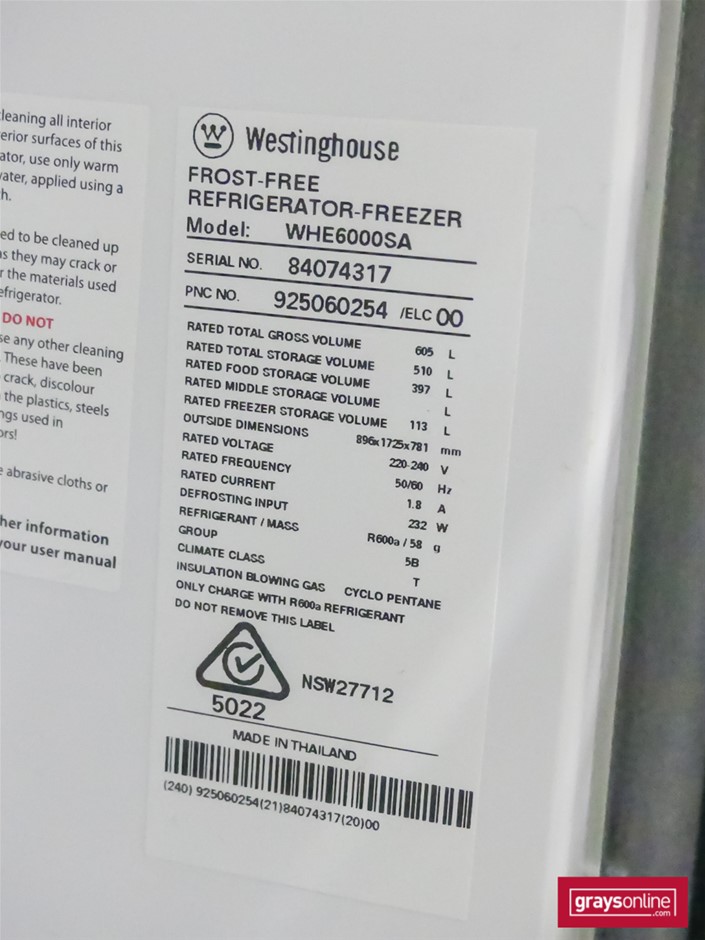 leaning all interior
erior surfaces of this
ator, use only warm
vater, applied using a
h.
ed to be cleaned up
as they may crack or
r the materials used
efrigerator.
DO NOT
se any other cleaning
These have been
crack, discolour
the plastics, steels
ngs used in
ors!
e abrasive cloths or
her information
your user manual
W Westinghouse
FROST-FREE
REFRIGERATOR-FREEZER
Model: WHE6000SA
SERIAL NO. 84074317
PNC NO. 925060254 /ELC 00
RATED TOTAL GROSS VOLUME 605 L
RATED TOTAL STORAGE VOLUME 510 L
RATED FOOD STORAGE VOLUME 397 L
RATED MIDDLE STORAGE VOLUME . L
RATED FREEZER STORAGE VOLUME 113 L
OUTSIDE DIMENSIONS 896x1725x781 mm
RATED VOLTAGE 220-240 V
RATED FREQUENCY 50/60 Hz
RATED CURRENT 1.8 A
DEFROSTING INPUT 232 W
REFRIGERANT / MASS R600a / 58 g
GROUP 5B
CLIMATE CLASS T
INSULATION BLOWING GAS CYCLO PENTANE
ONLY CHARGE WITH R600a REFRIGERANT
DO NOT REMOVE THIS LABEL
NSW27712
5022
MADE IN THAILAND
(240) 925060254(21)84074317(20)00
graysonline
.com